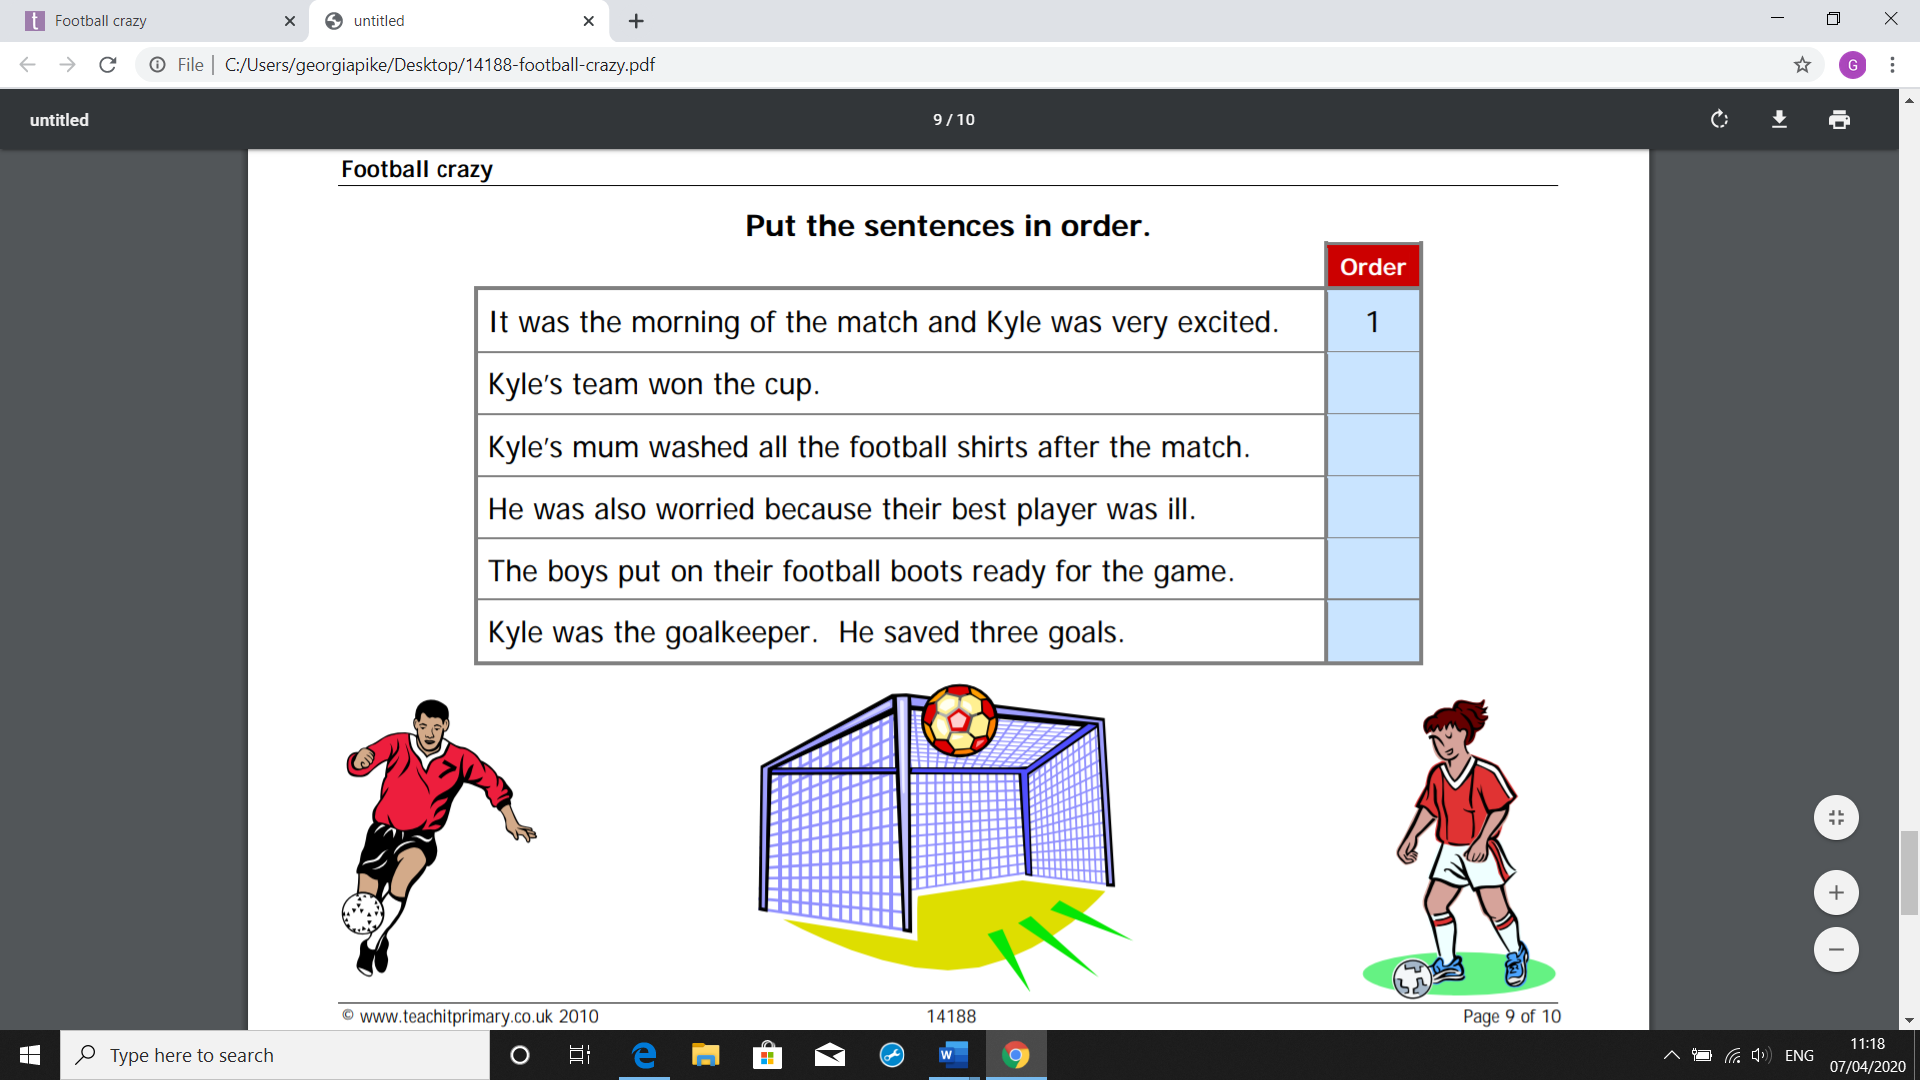 Football crazy
untitled
File
C:/Users/georgiapike/Desktop/14188-football-crazy.pdf
G
untitled
9 / 10
Football crazy
Put the sentences in order.
Order
It was the morning of the match and Kyle was very excited. 1
Kyle's team won the cup.
Kyle's mum washed all the football shirts after the match.
He was also worried because their best player was ill.
The boys put on their football boots ready for the game.
Kyle was the goalkeeper.  He saved three goals.
© www.teachitprimary.co.uk 2010 14188 Page 9 of 10
Type here to search
ENG
11:18
07/04/2020